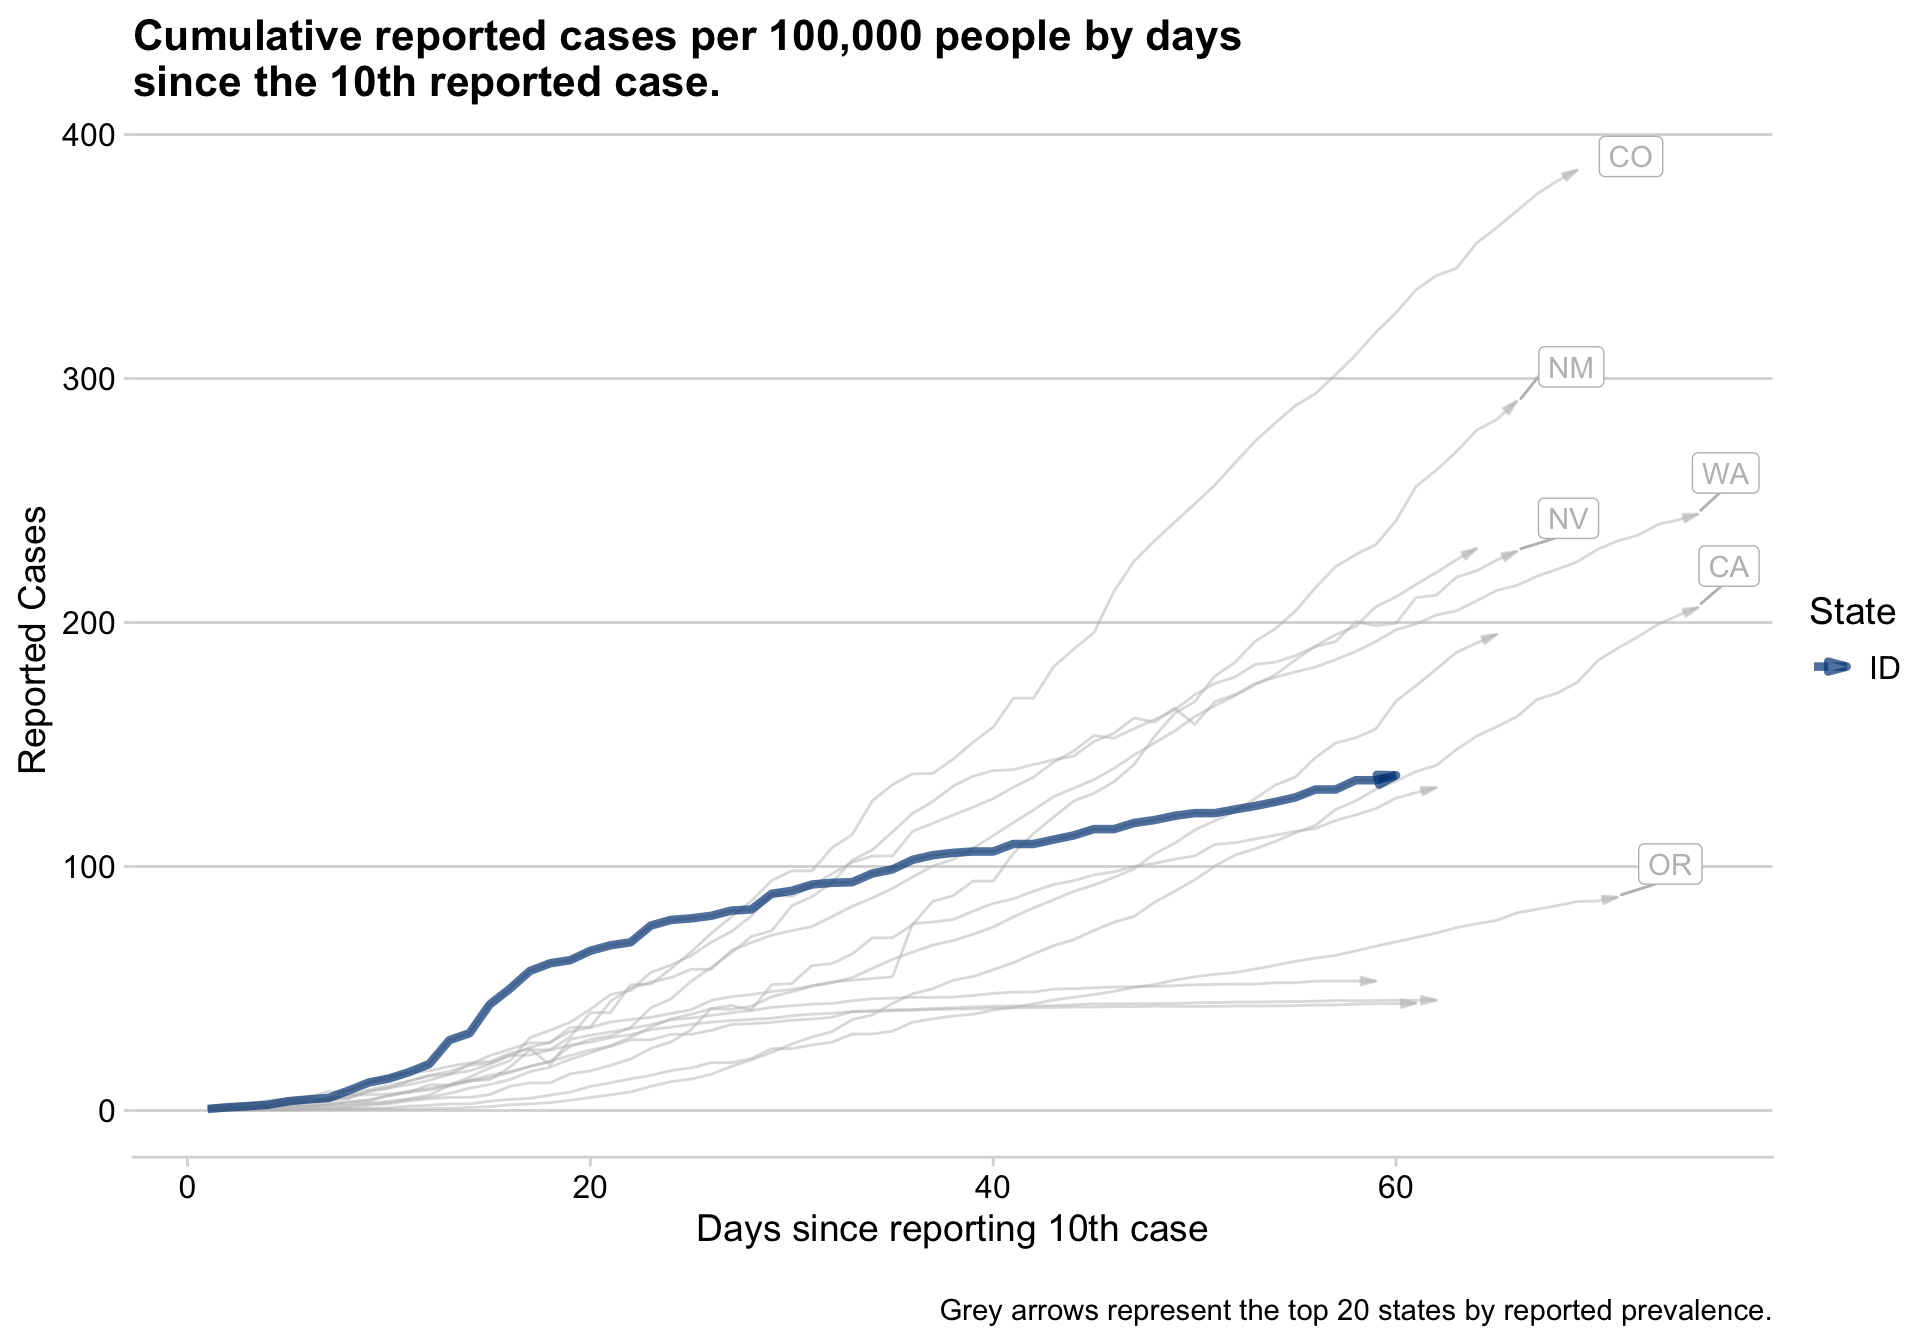 Cumulative reported cases per 100,000 people by days
since the 10th reported case.
400
300
200
100
0
Reported Cases
CO
NM
WA
NV
CA
OR
State
ID
0 20 40 60
Days since reporting 10th case
Grey arrows represent the top 20 states by reported prevalence.